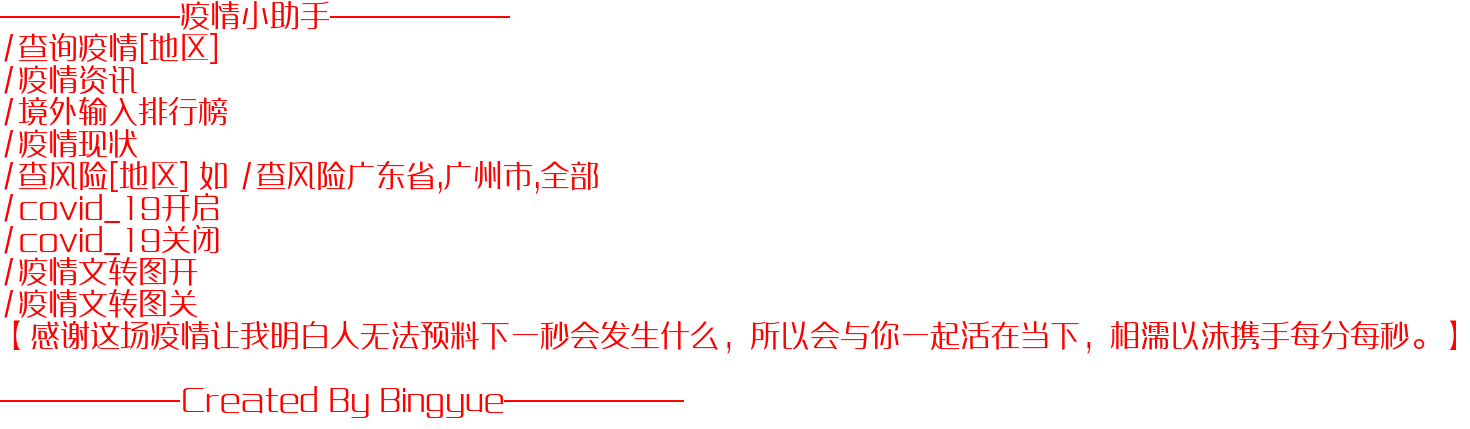 ——————疫情小助手——————
/查询疫情[地区]
/疫情资讯
/境外输入排行榜
/疫情现状
/查风险[地区] 如 /查风险广东省,广州市,全部
/covid_19开启
/covid_19关闭
/疫情文转图开
/疫情文转图关
【感谢这场疫情让我明白人无法预料下一秒会发生什么，所以会与你一起活在当下，相濡以沫携手每分每秒。】
——————Created By Bingyue——————